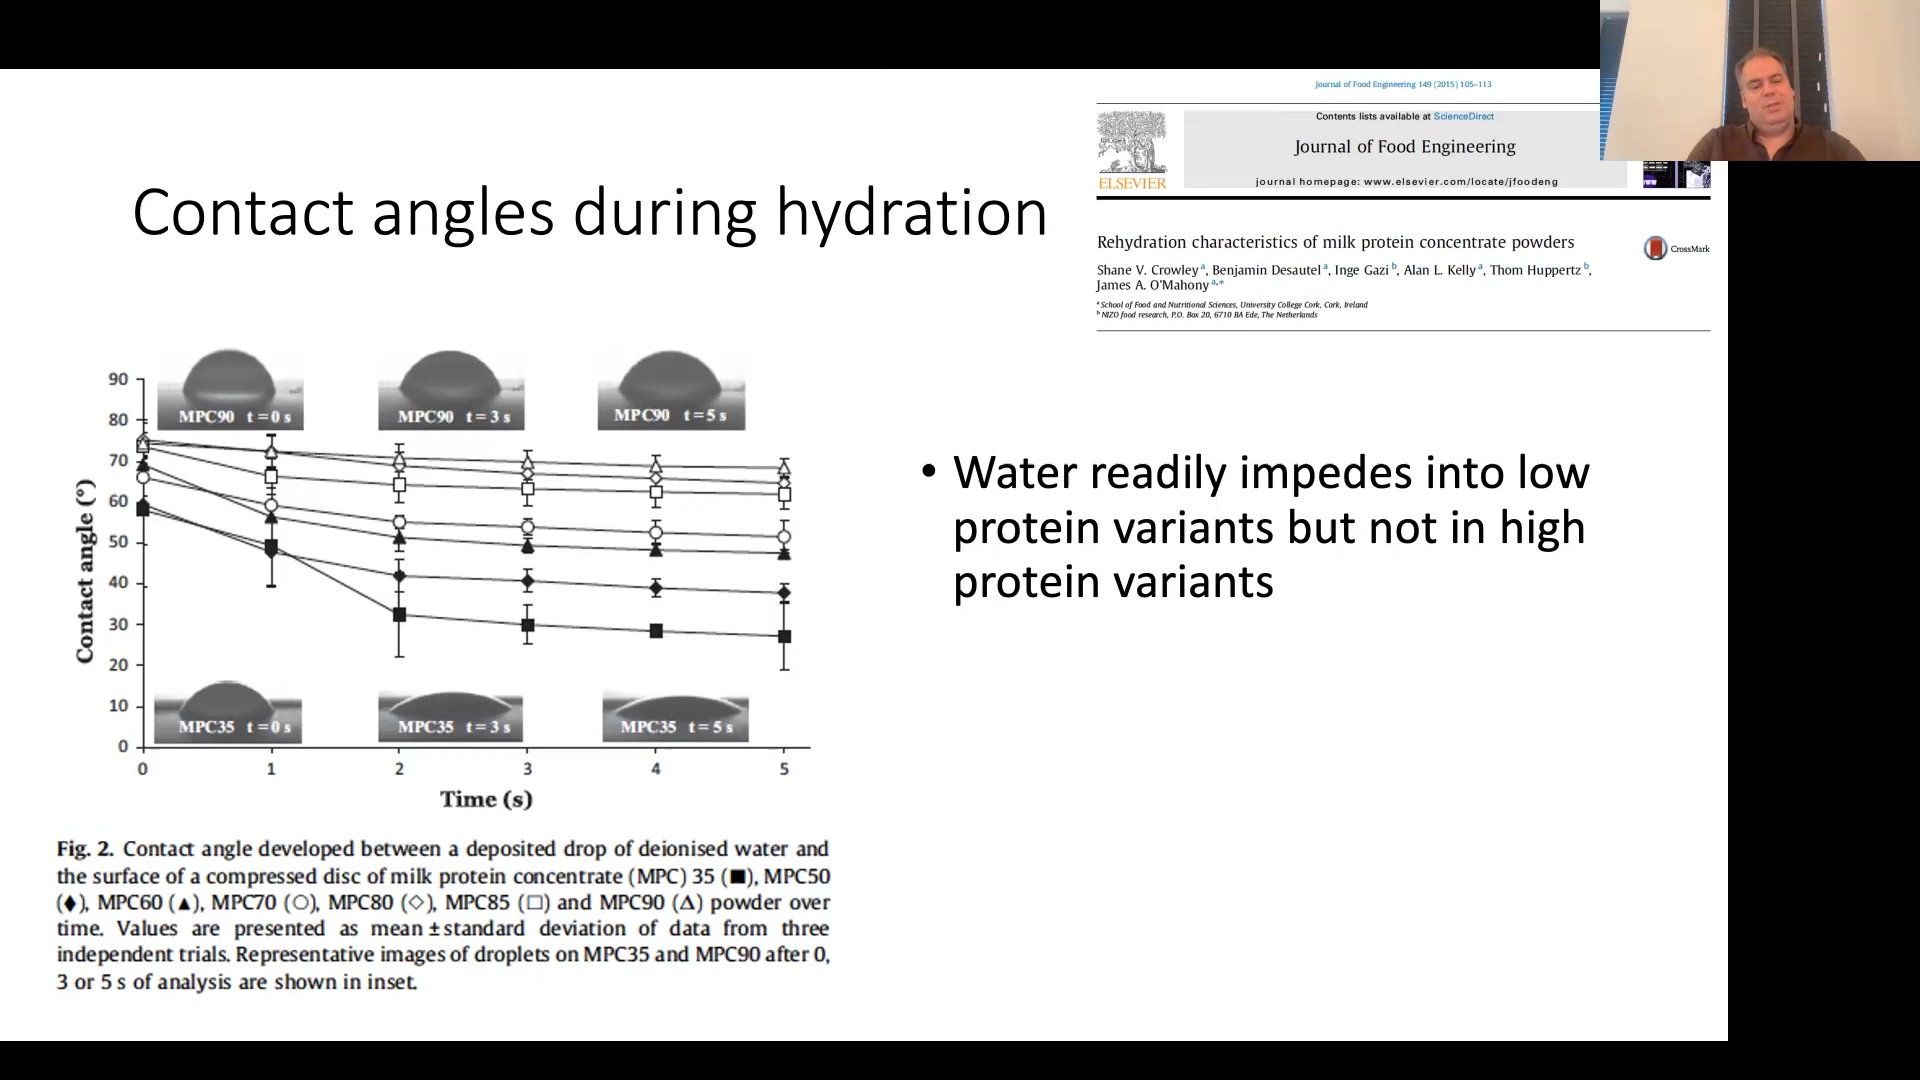 Journal of Food Engineering 149 (2015) 105–113
Contents lists available at ScienceDirect
Journal of Food Engineering
journal homepage: www.elsevier.com/locate/jfoodeng
ELSEVIER
Contact angles during hydration
Rehydration characteristics of milk protein concentrate powders
CrossMark
Shane V. Crowley a, Benjamin Desautel a, Inge Gazi b, Alan L. Kelly a, Thom Huppertz b,
James A. O'Mahony a,*
a School of Food and Nutritional Sciences, University College Cork, Cork, Ireland
b NIZO food research, P.O. Box 20, 6710 BA Ede, The Netherlands
MPC90 t = 0 s
MPC90 t = 3 s
MPC90 t = 5 s
Contact angle (°)
90
80
70
60
50
40
30
20
10
0
MPC35 t = 0 s
MPC35 t = 3 s
MPC35 t = 5 s
0 1 2 3 4 5
Time (s)
• Water readily impedes into low
protein variants but not in high
protein variants
Fig. 2. Contact angle developed between a deposited drop of deionised water and
the surface of a compressed disc of milk protein concentrate (MPC) 35 (■), MPC50
(♦), MPC60 (▲), MPC70 (○), MPC80 (◇), MPC85 (□) and MPC90 (Δ) powder over
time. Values are presented as mean ± standard deviation of data from three
independent trials. Representative images of droplets on MPC35 and MPC90 after 0,
3 or 5 s of analysis are shown in inset.